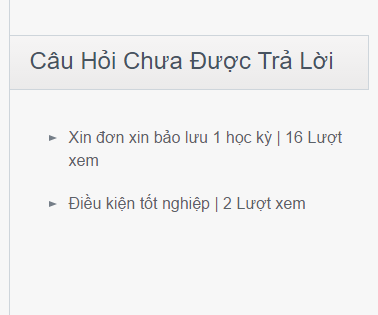 Câu Hỏi Chưa Được Trả Lời
Xin đơn xin bảo lưu 1 học kỳ | 16 Lượt
xem
Điều kiện tốt nghiệp | 2 Lượt xem